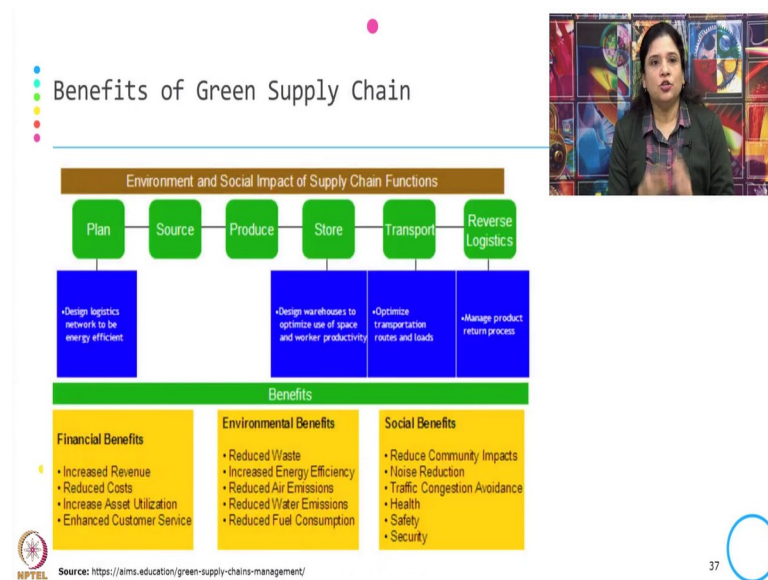 Benefits of Green Supply Chain
Environment and Social Impact of Supply Chain Functions
Plan
Source
Produce
Store
Transport
Reverse
Logistics
•Design logistics
network to be
energy efficient
•Design warehouses to
optimize use of space
and worker productivity
•Optimize
transportation
routes and loads
•Manage product
return process
Benefits
Financial Benefits
• Increased Revenue
• Reduced Costs
• Increase Asset Utilization
• Enhanced Customer Service
Environmental Benefits
• Reduced Waste
• Increased Energy Efficiency
• Reduced Air Emissions
• Reduced Water Emissions
• Reduced Fuel Consumption
Social Benefits
• Reduce Community Impacts
• Noise Reduction
• Traffic Congestion Avoidance
• Health
• Safety
• Security
NPTEL
Source: https://aims.education/green-supply-chains-management/
37